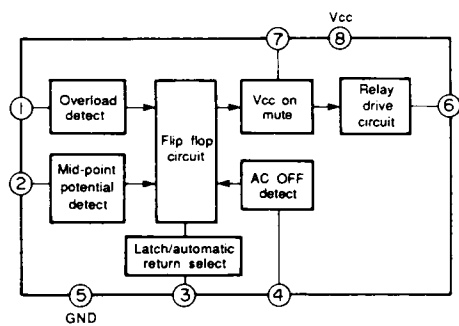 Vcc
7
8
1
Overload
detect
Flip flop
circuit
Vcc on
mute
Relay
drive
circuit
6
2
Mid-point
potential
detect
AC OFF
detect
Latch/automatic
return select
5
3
4
GND